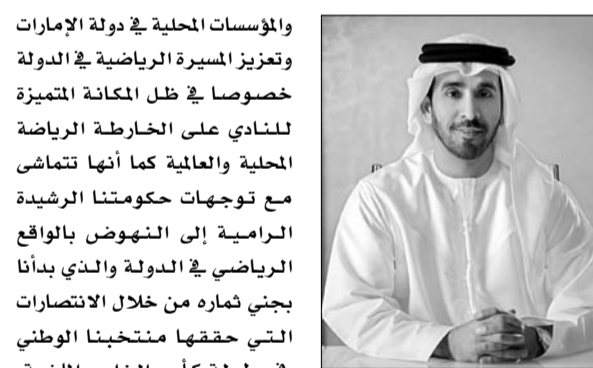 والمؤسسات المحلية في دولة الإمارات
وتعزيز المسيرة الرياضية في الدولة
خصوصا في ظل المكانة المتميزة
للنادي على الخارطة الرياضة
المحلية والعالمية كما أنها تتماشى
مع توجهات حكومتنا الرشيدة
الرامية إلى النهوض بالواقع
الرياضي في الدولة والذي بدأنا
بجني ثماره من خلال الانتصارات
التي حققها منتخبنا الوطني